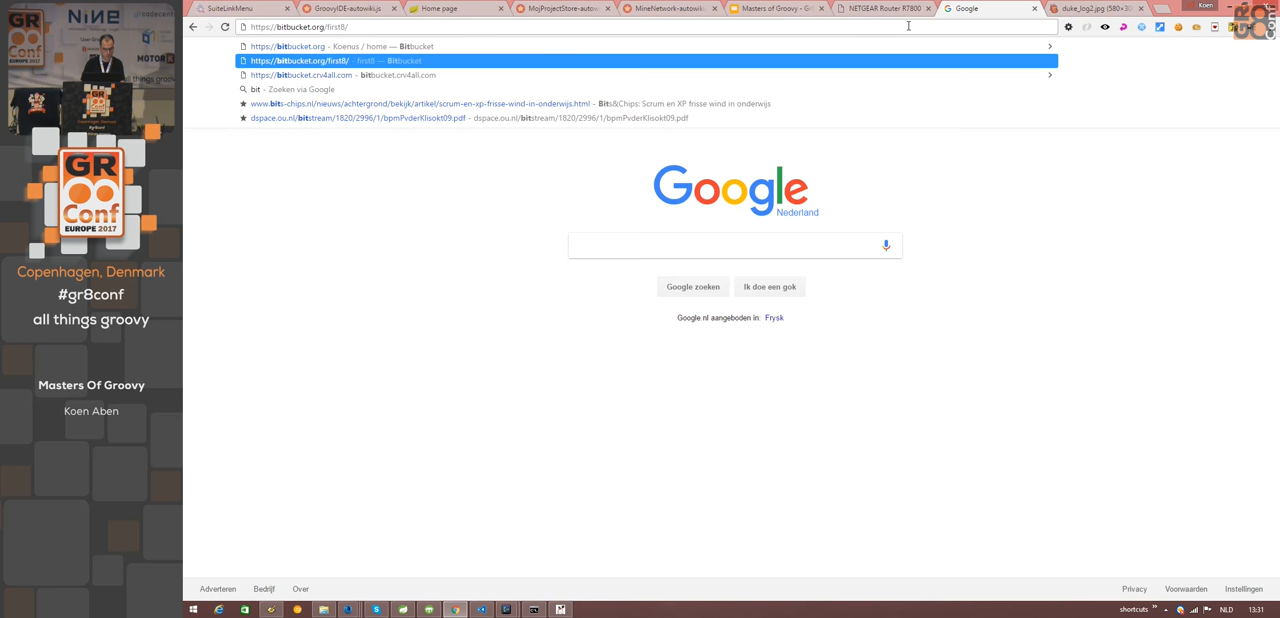 NiNE
GR
Conf
EUROPE 2017
Copenhagen, Denmark
#gr8conf
all things groovy
Masters Of Groovy
Koen Aben
SuiteLinkMenu
GroovyIDE-autowiki.js
Home page
MojProjectStore-autow
MineNetwork-autowiki
Masters of Groovy - G
NETGEAR Router R7800
Google
duke_log2.jpg (580×30
Koen
https://bitbucket.org/first8/
https://bitbucket.org - Koenus / home — Bitbucket
https://bitbucket.org/first8/ - first8 — Bitbucket
https://bitbucket.crv4all.com - bitbucket.crv4all.com
bit - Zoeken via Google
www.bits-chips.nl/nieuws/achtergrond/bekijk/artikel/scrum-en-xp-frisse-wind-in-onderwijs.html - Bits&Chips: Scrum en XP frisse wind in onderwijs
dspace.ou.nl/bitstream/1820/2996/1/bpmPvderKlisokt09.pdf - dspace.ou.nl/bitstream/1820/2996/1/bpmPvderKlisokt09.pdf
Google
Nederland
Google zoeken
Ik doe een gok
Google.nl aangeboden in: Frysk
Adverteren
Bedrijf
Over
Privacy
Voorwaarden
Instellingen
shortcuts
NLD
13:31